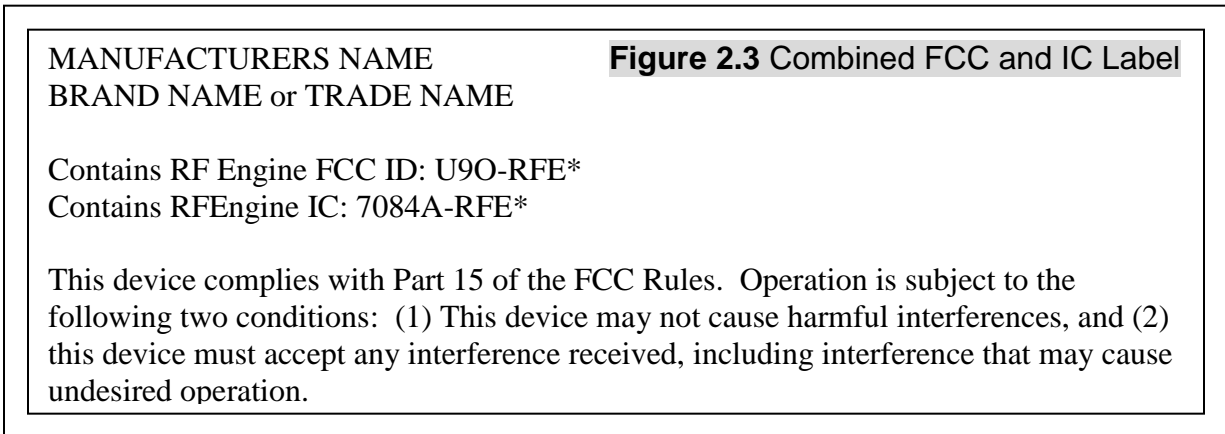 MANUFACTURERS NAME
Figure 2.3 Combined FCC and IC Label
BRAND NAME or TRADE NAME
Contains RF Engine FCC ID: U9O-RFE*
Contains RFEngine IC: 7084A-RFE*
This device complies with Part 15 of the FCC Rules. Operation is subject to the
following two conditions: (1) This device may not cause harmful interferences, and (2)
this device must accept any interference received, including interference that may cause
undesired operation.